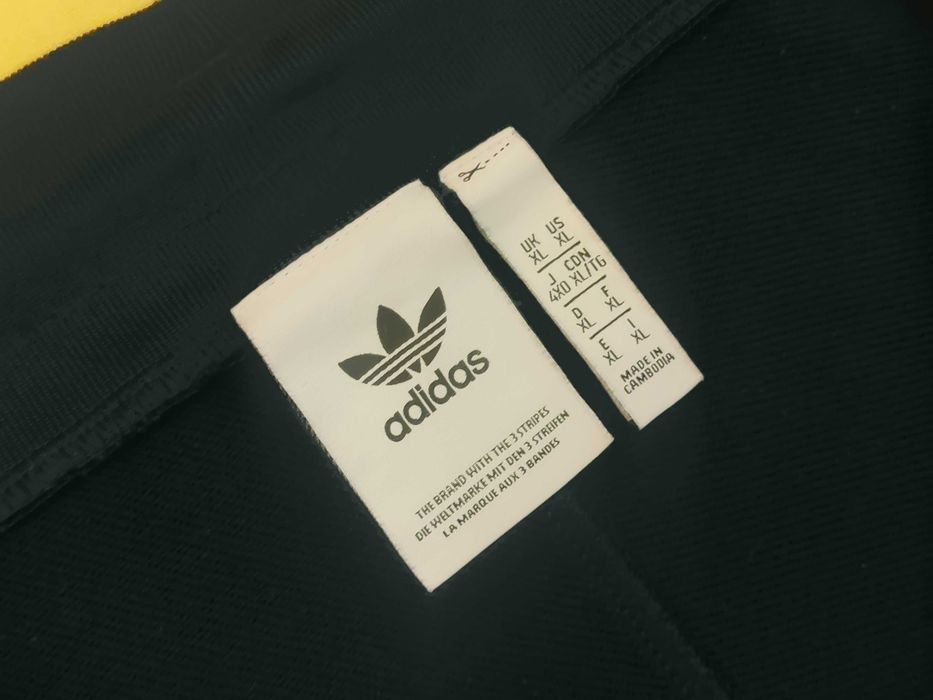 adidas
THE BRAND WITH THE 3 STRIPES
DIE WELTMARKE MIT DEN 3 STREIFEN
LA MARQUE AUX 3 BANDES
UK US
XL XL
J CDN
4XO XL/TG
D F
XL XL
E I
XL XL
MADE IN
CAMBODIA